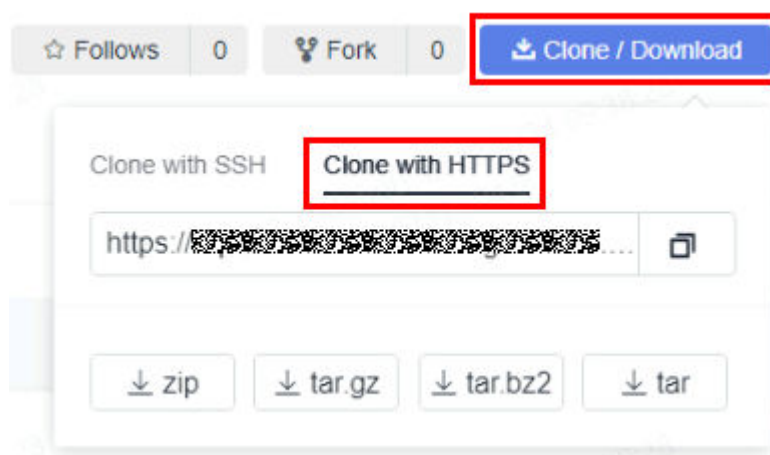 Follows 0 Fork 0 Clone / Download
Clone with SSH Clone with HTTPS
https:// ....
zip tar.gz tar.bz2 tar